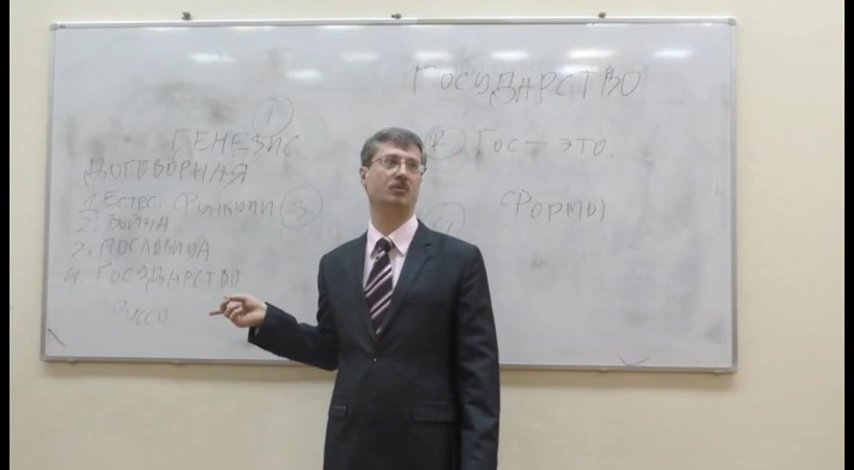 ГОСУДАРСТВО
1
ГЕНЕЗИС
2 ГОС — ЭТО.
ДОГОВОРНАЯ
1. ЕСТЕС. ФУНКЦИИ 3
2. ВОЙНА
3. ПОСЛОВИЦА
4 ГОСУДАРСТВО
4 ФОРМЫ
РУССО